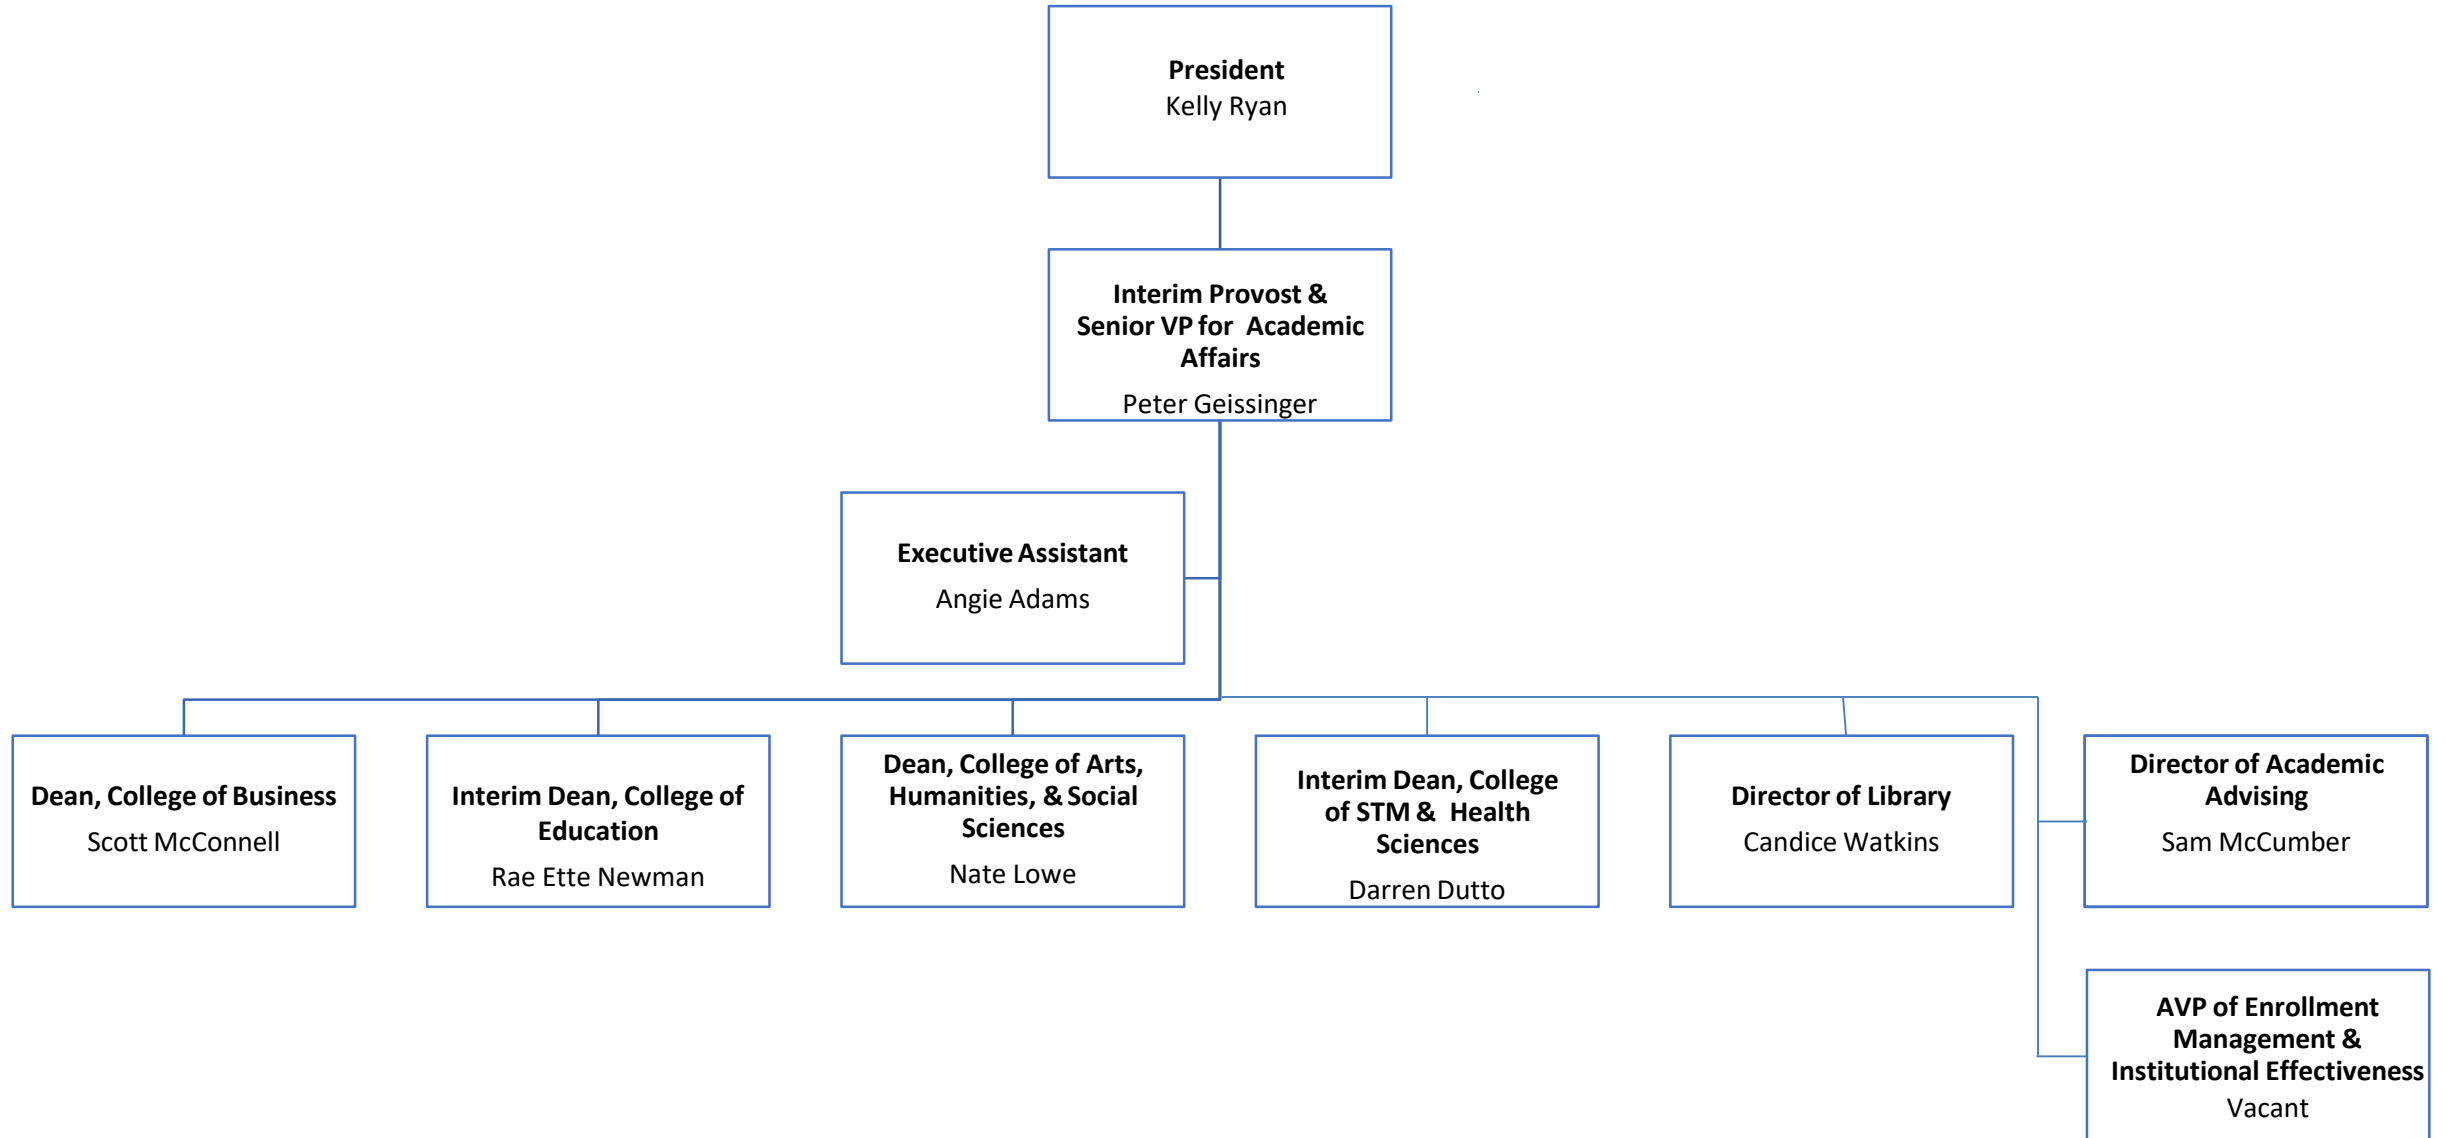 President
Kelly Ryan
Interim Provost &
Senior VP for Academic
Affairs
Peter Geissinger
Executive Assistant
Angie Adams
Dean, College of Business
Scott McConnell
Interim Dean, College of
Education
Rae Ette Newman
Dean, College of Arts,
Humanities, & Social
Sciences
Nate Lowe
Interim Dean, College
of STM & Health
Sciences
Darren Dutto
Director of Library
Candice Watkins
Director of Academic
Advising
Sam McCumber
AVP of Enrollment
Management &
Institutional Effectiveness
Vacant